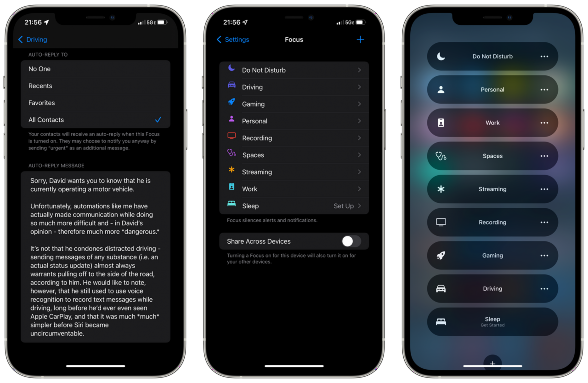 21:56
5G
Driving
AUTO-REPLY TO
No One
Recents
Favorites
All Contacts
Your contacts will receive an auto-reply when this Focus
is turned on. They may choose to notify you anyway by
sending "urgent" as an additional message.
AUTO-REPLY MESSAGE
Sorry, David wants you to know that he is
currently operating a motor vehicle.
Unfortunately, automations like me have
actually made communication while doing
so much more difficult and - in David's
opinion - therefore much more *dangerous.*
It's not that he condones distracted driving -
sending messages of any substance (i.e. an
actual status update) almost always
warrants pulling off to the side of the road,
according to him. He would like to note,
however, that he still used to use voice
recognition to record text messages while
driving, long before he'd ever even seen
Apple CarPlay, and that it was much *much*
simpler before Siri became
uncircumventable.
21:56
5G
Settings
Focus
+
Do Not Disturb
Driving
Gaming
Personal
Recording
Spaces
Streaming
Work
Sleep Set Up
Focus silences alerts and notifications.
Share Across Devices
Turning a Focus on for this device will also turn it on for
your other devices.
Do Not Disturb
Personal
Work
Spaces
Streaming
Recording
Gaming
Driving
Sleep
Get Started
+